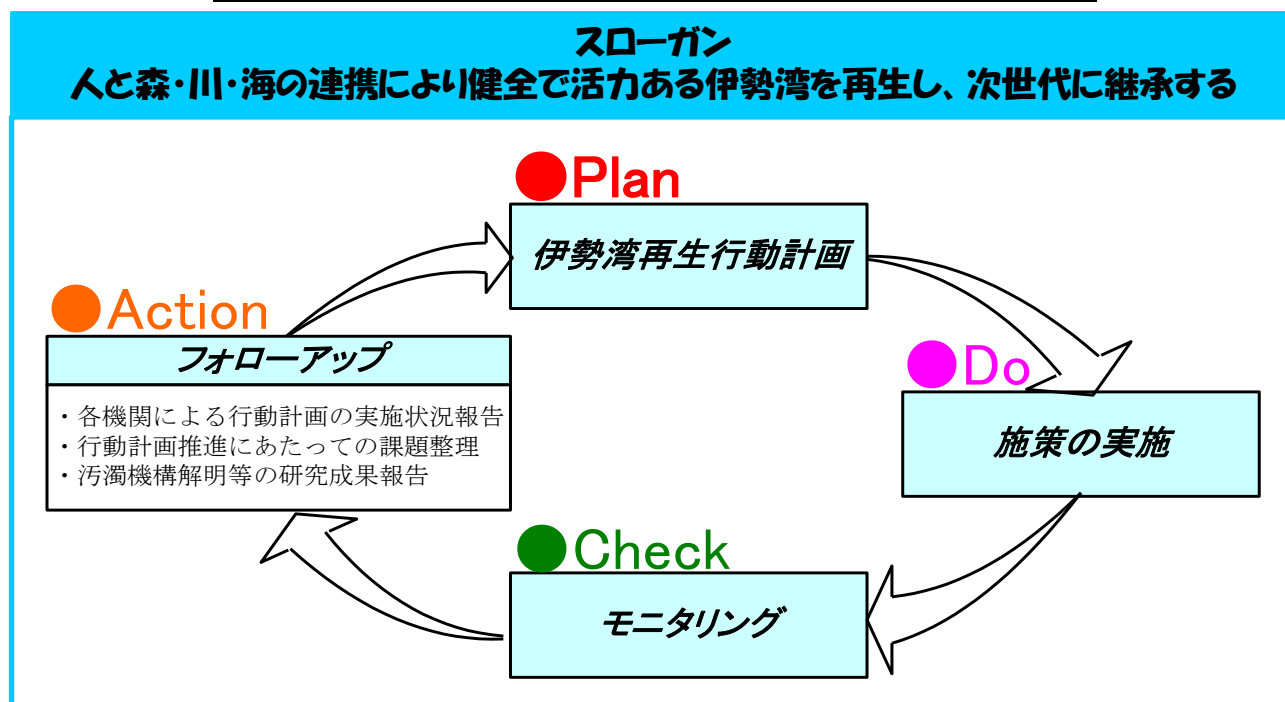 スローガン
人と森・川・海の連携により健全で活力ある伊勢湾を再生し、次世代に継承する
●Plan
伊勢湾再生行動計画
●Action
フォローアップ
・各機関による行動計画の実施状況報告
・行動計画推進にあたっての課題整理
・汚濁機構解明等の研究成果報告
●Do
施策の実施
●Check
モニタリング